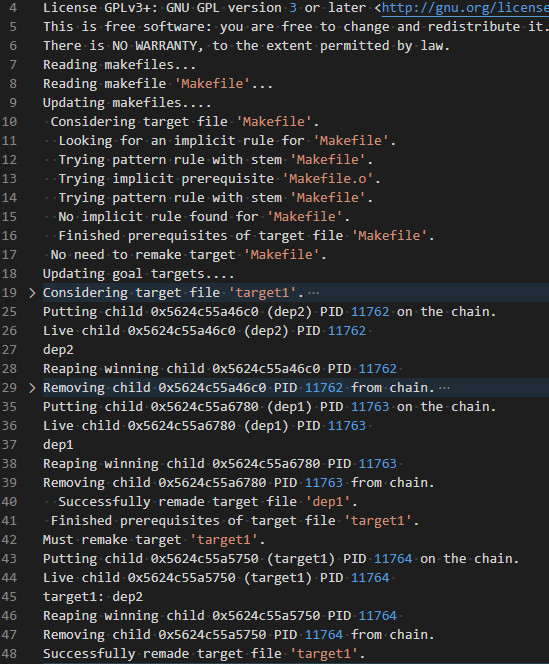 4 License GPLv3+: GNU GPL version 3 or later <http://gnu.org/license
5 This is free software: you are free to change and redistribute it.
6 There is NO WARRANTY, to the extent permitted by law.
7 Reading makefiles...
8 Reading makefile 'Makefile'...
9 Updating makefiles....
10  Considering target file 'Makefile'.
11   Looking for an implicit rule for 'Makefile'.
12   Trying pattern rule with stem 'Makefile'.
13   Trying implicit prerequisite 'Makefile.o'.
14   Trying pattern rule with stem 'Makefile'.
15   No implicit rule found for 'Makefile'.
16   Finished prerequisites of target file 'Makefile'.
17  No need to remake target 'Makefile'.
18 Updating goal targets....
19 Considering target file 'target1'. ⋯
25 Putting child 0x5624c55a46c0 (dep2) PID 11762 on the chain.
26 Live child 0x5624c55a46c0 (dep2) PID 11762
27 dep2
28 Reaping winning child 0x5624c55a46c0 PID 11762
29 Removing child 0x5624c55a46c0 PID 11762 from chain. ⋯
35 Putting child 0x5624c55a6780 (dep1) PID 11763 on the chain.
36 Live child 0x5624c55a6780 (dep1) PID 11763
37 dep1
38 Reaping winning child 0x5624c55a6780 PID 11763
39 Removing child 0x5624c55a6780 PID 11763 from chain.
40   Successfully remade target file 'dep1'.
41  Finished prerequisites of target file 'target1'.
42 Must remake target 'target1'.
43 Putting child 0x5624c55a5750 (target1) PID 11764 on the chain.
44 Live child 0x5624c55a5750 (target1) PID 11764
45 target1: dep2
46 Reaping winning child 0x5624c55a5750 PID 11764
47 Removing child 0x5624c55a5750 PID 11764 from chain.
48 Successfully remade target file 'target1'.